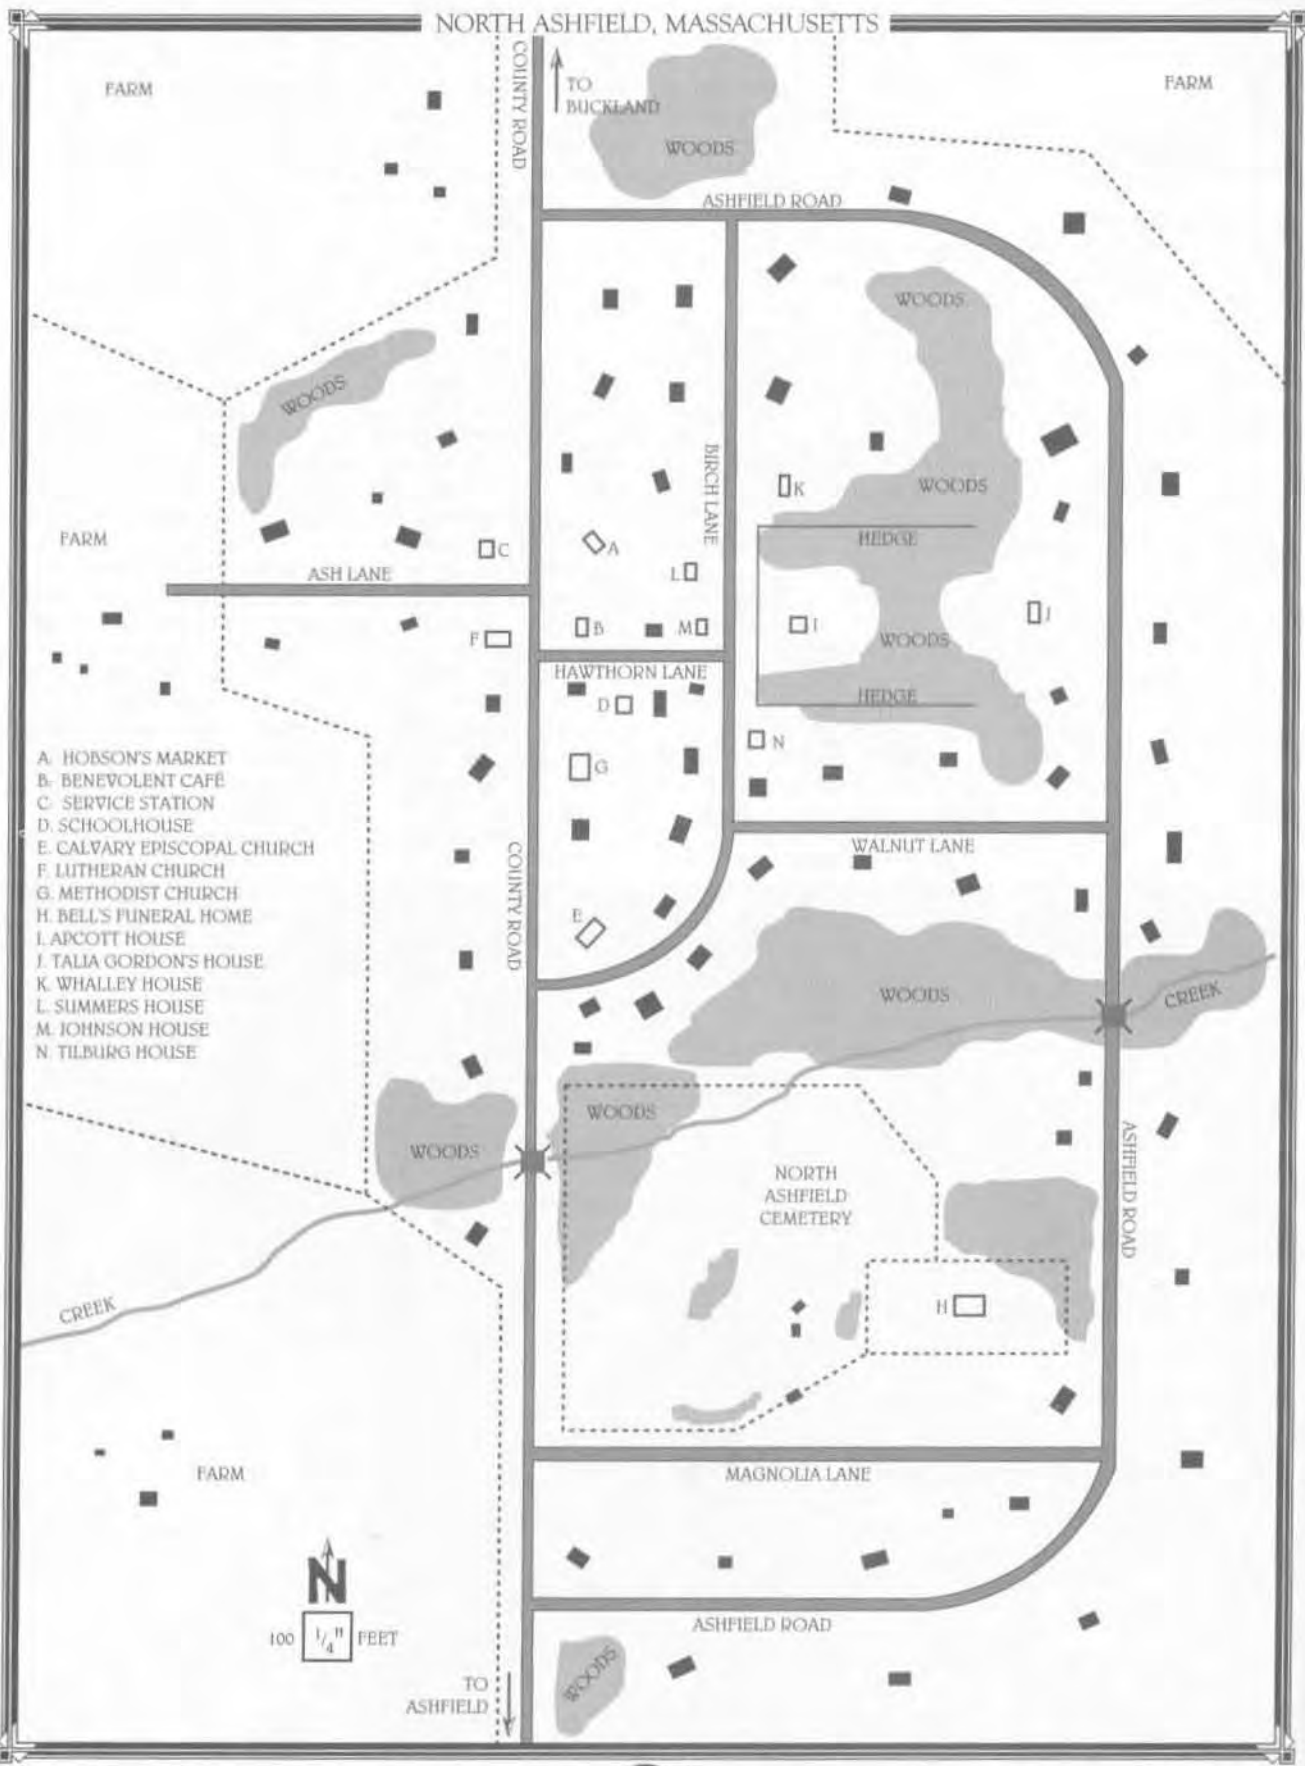 NORTH ASHFIELD, MASSACHUSETTS
FARM
COUNTY ROAD
TO
BUCKLAND
WOODS
FARM
ASHFIELD ROAD
WOODS
WOODS
BIRCH LANE
WOODS
K
FARM
HEDGE
C
A
ASH LANE
L
F
B
M
I
J
WOODS
HAWTHORN LANE
HEDGE
D
N
G
A. HOBSON'S MARKET
B. BENEVOLENT CAFÉ
C. SERVICE STATION
D. SCHOOLHOUSE
E. CALVARY EPISCOPAL CHURCH
F. LUTHERAN CHURCH
G. METHODIST CHURCH
H. BELL'S FUNERAL HOME
I. APCOTT HOUSE
J. TALIA GORDON'S HOUSE
K. WHALLEY HOUSE
L. SUMMERS HOUSE
M. JOHNSON HOUSE
N. TILBURG HOUSE
COUNTY ROAD
WALNUT LANE
E
WOODS
CREEK
WOODS
WOODS
NORTH
ASHFIELD
CEMETERY
ASHFIELD ROAD
CREEK
H
FARM
MAGNOLIA LANE
N
100 1/4" FEET
ASHFIELD ROAD
WOODS
TO
ASHFIELD